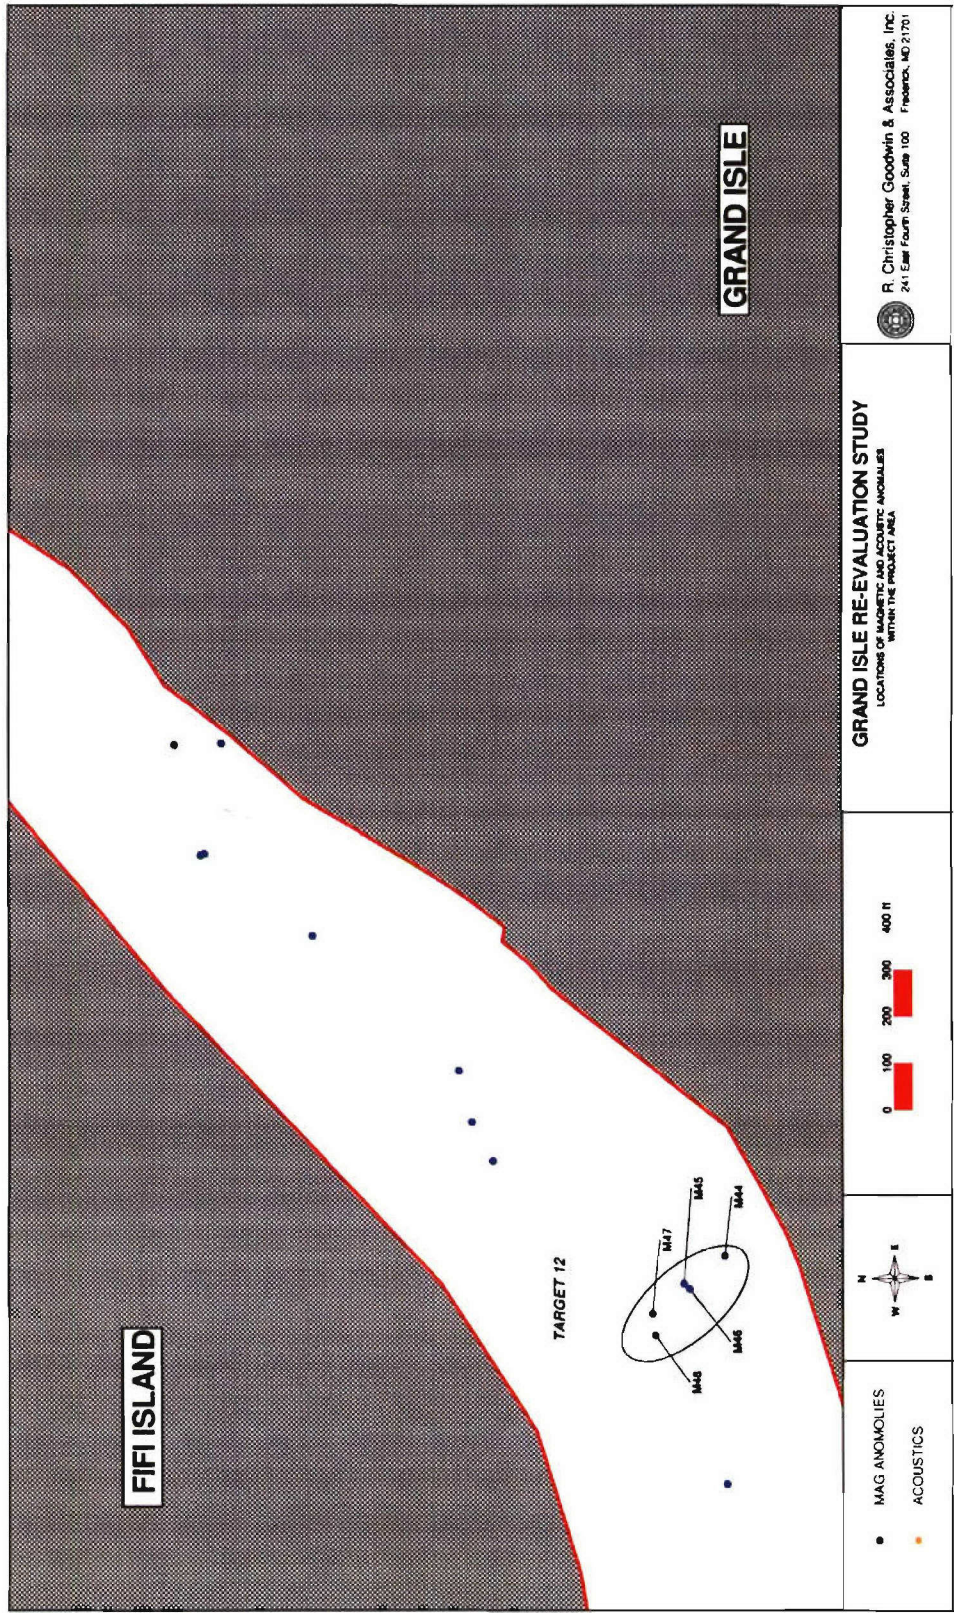 FIFI ISLAND
GRAND ISLE
TARGET 12
M47
M45
M44
M48
M46
MAG ANOMOLIES
ACOUSTICS
N
W E
S
0 100 200 300 400 ft
GRAND ISLE RE-EVALUATION STUDY
LOCATIONS OF MAGNETIC AND ACOUSTIC ANOMALIES
WITHIN THE PROJECT AREA
R. Christopher Goodwin & Associates, Inc.
241 East Fourth Street, Suite 100 Frederick, MD 21701